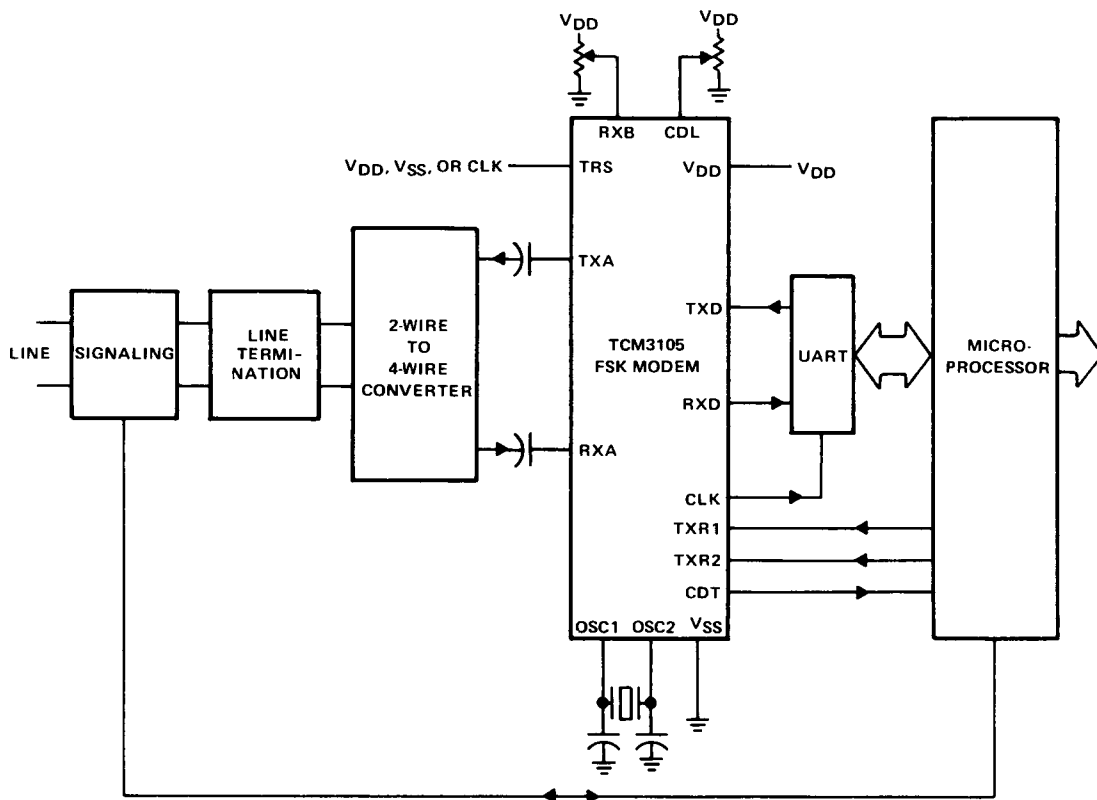 VDD
VDD
RXB
CDL
VDD, VSS, OR CLK
TRS
VDD
VDD
TXA
TXD
LINE
SIGNALING
LINE
TERMI-
NATION
2-WIRE
TO
4-WIRE
CONVERTER
TCM3105
FSK MODEM
UART
MICRO-
PROCESSOR
RXD
RXA
CLK
TXR1
TXR2
CDT
OSC1
OSC2
VSS